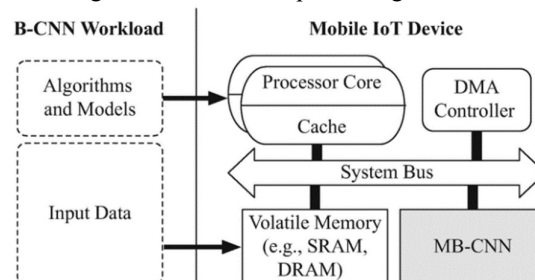 B-CNN Workload
Mobile IoT Device
Algorithms
and Models
Processor Core
Cache
DMA
Controller
System Bus
Input Data
Volatile Memory
(e.g., SRAM,
DRAM)
MB-CNN